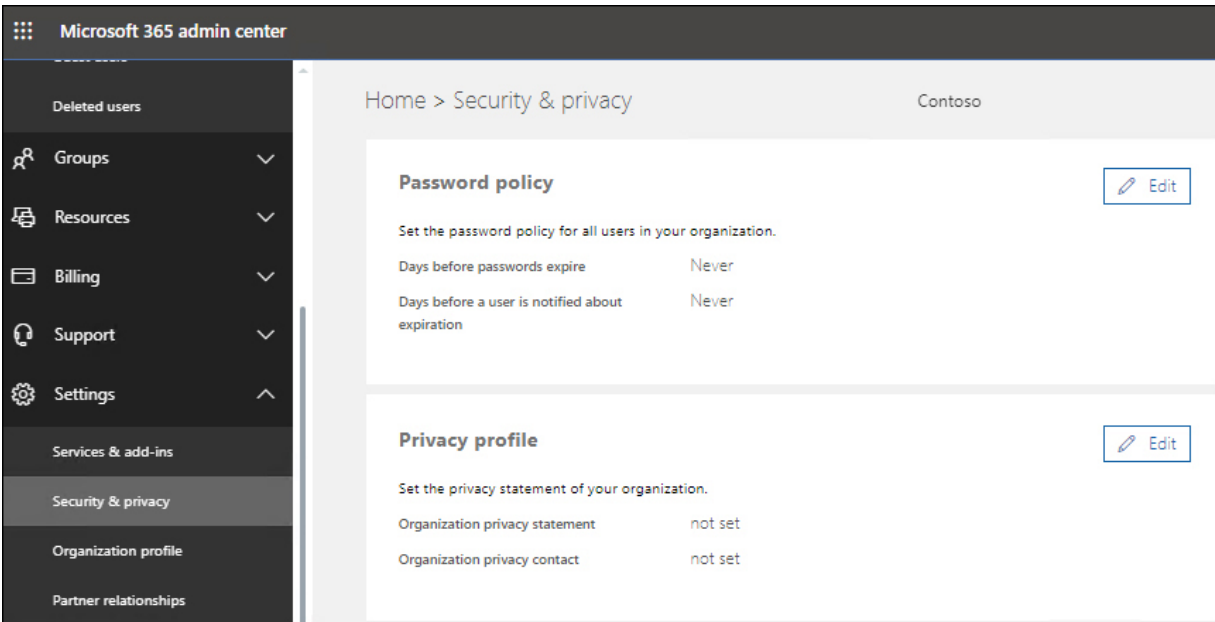 Microsoft 365 admin center
Deleted users
Groups
Resources
Billing
Support
Settings
Services & add-ins
Security & privacy
Organization profile
Partner relationships
Home > Security & privacy
Contoso
Password policy
Edit
Set the password policy for all users in your organization.
Days before passwords expire Never
Days before a user is notified about Never
expiration
Privacy profile
Edit
Set the privacy statement of your organization.
Organization privacy statement not set
Organization privacy contact not set